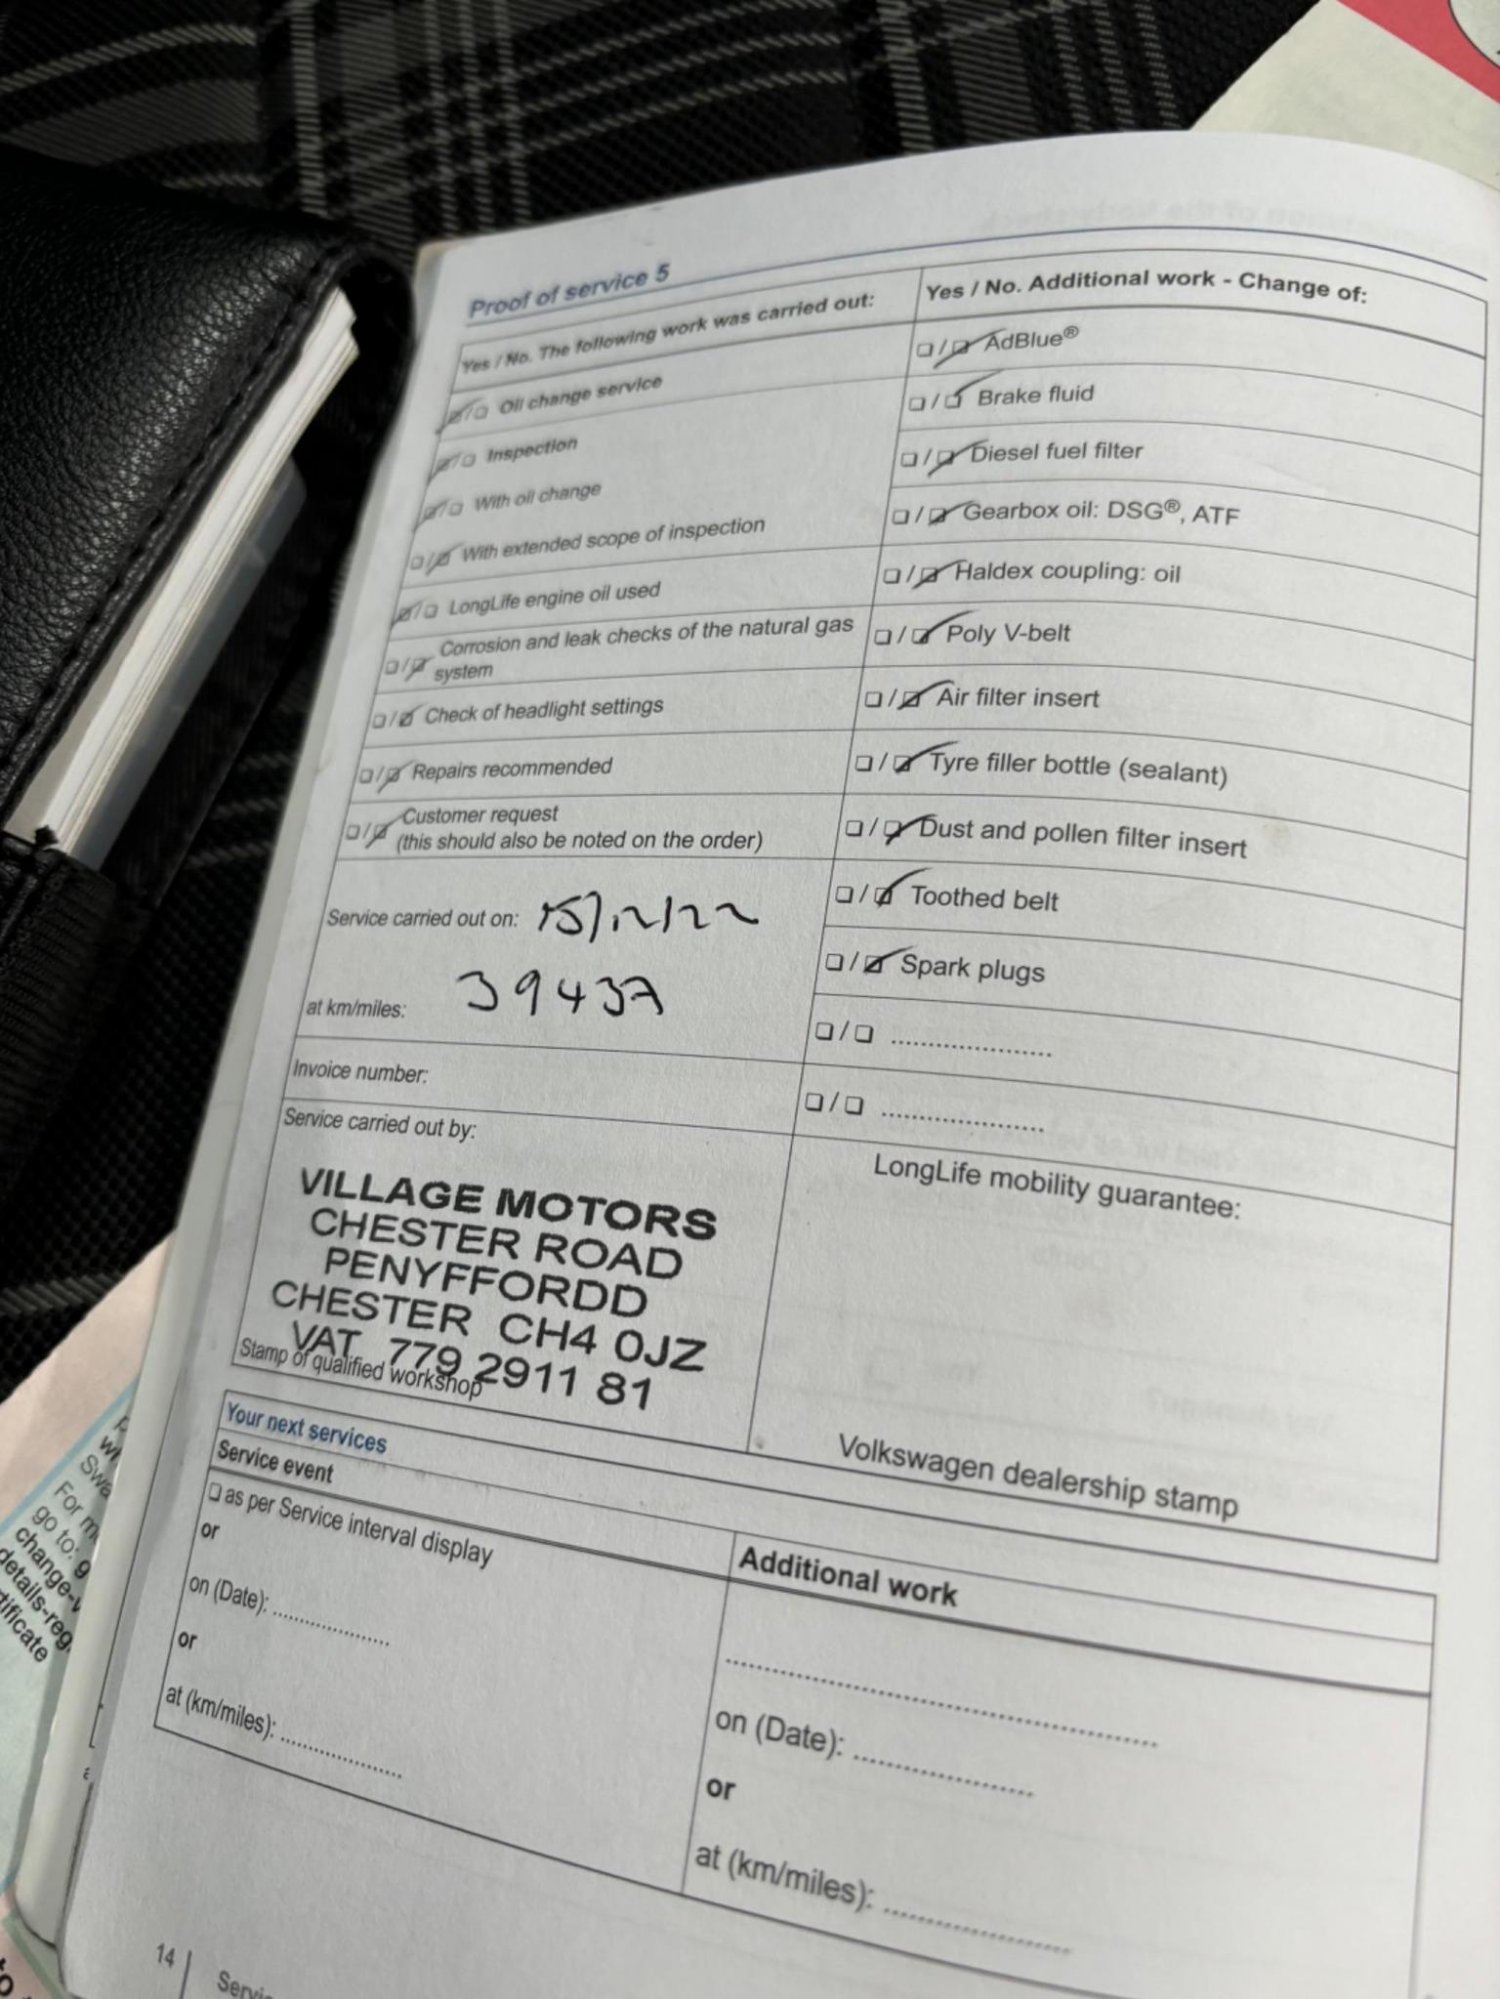 Proof of service 5
Yes / No. The following work was carried out:
Oil change service
Inspection
With oil change
With extended scope of inspection
LongLife engine oil used
Corrosion and leak checks of the natural gas
system
Check of headlight settings
Repairs recommended
Customer request
(this should also be noted on the order)
Service carried out on: 15/12/22
at km/miles: 39437
Invoice number:
Service carried out by:
VILLAGE MOTORS
CHESTER ROAD
PENYFFORDD
CHESTER CH4 0JZ
VAT 779 2911 81
Stamp of qualified workshop
Yes / No. Additional work - Change of:
AdBlue®
Brake fluid
Diesel fuel filter
Gearbox oil: DSG®, ATF
Haldex coupling: oil
Poly V-belt
Air filter insert
Tyre filler bottle (sealant)
Dust and pollen filter insert
Toothed belt
Spark plugs
LongLife mobility guarantee:
Volkswagen dealership stamp
Your next services
Service event
as per Service interval display
or
on (Date):
or
at (km/miles):
Additional work
on (Date):
or
at (km/miles):
14
For m
go to: g
change-v
details-reg